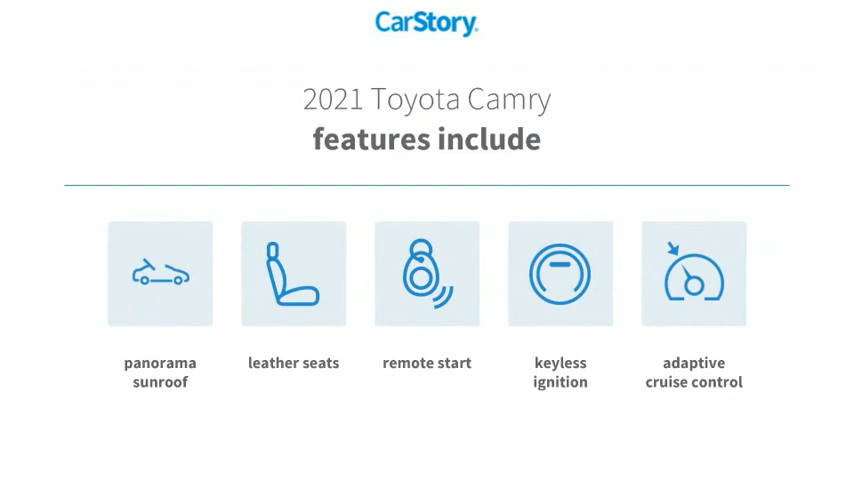 CarStory
2021 Toyota Camry
features include
panorama
sunroof
leather seats
remote start
keyless
ignition
adaptive
cruise control